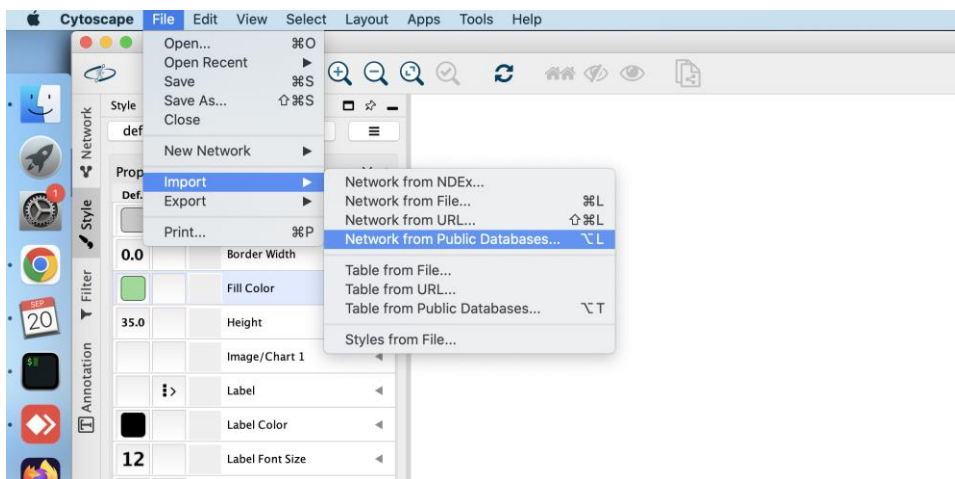 Cytoscape File Edit View Select Layout Apps Tools Help
Open... ⌘O
Open Recent ▶
Save ⌘S
Save As... ⇧⌘S
Close
New Network ▶
Import ▶
Export ▶
Print... ⌘P
Network from NDEx...
Network from File... ⌘L
Network from URL... ⇧⌘L
Network from Public Databases... ⌥L
Table from File...
Table from URL...
Table from Public Databases... ⌥T
Styles from File...
Network
Style
Filter
Annotation
Style
def
Prop
Def.
0.0 Border Width
Fill Color
35.0 Height
Image/Chart 1
Label
Label Color
12 Label Font Size
1
SEP
20
$